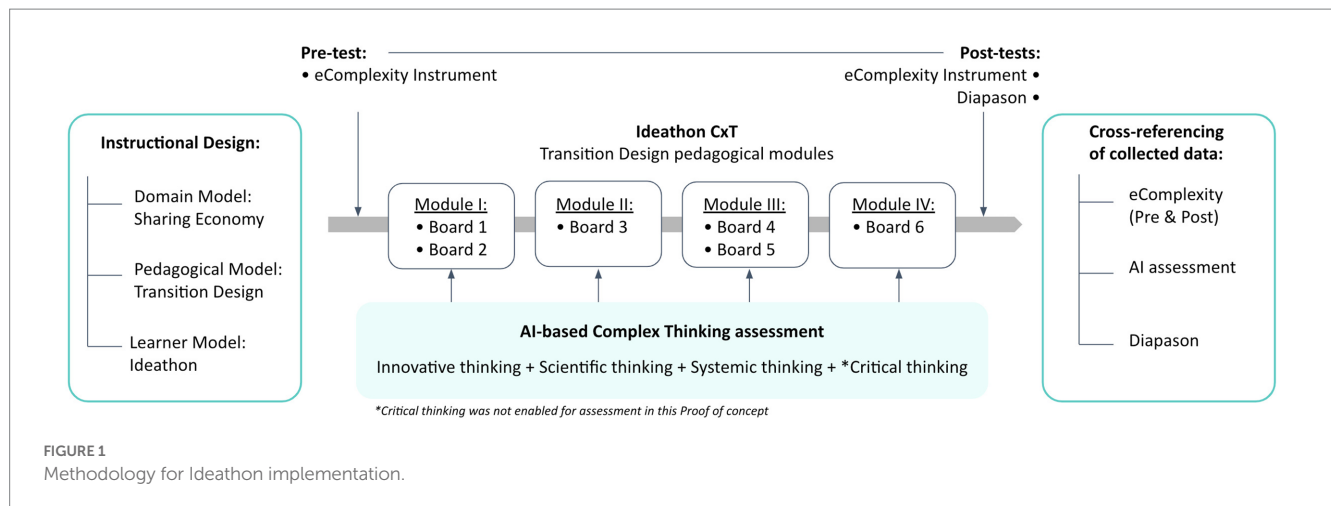 Pre-test:
• eComplexity Instrument
Post-tests:
eComplexity Instrument •
Diapason •
Instructional Design:
Domain Model:
Sharing Economy
Pedagogical Model:
Transition Design
Learner Model:
Ideathon
Ideathon CxT
Transition Design pedagogical modules
Module I:
• Board 1
• Board 2
Module II:
• Board 3
Module III:
• Board 4
• Board 5
Module IV:
• Board 6
AI-based Complex Thinking assessment
Innovative thinking + Scientific thinking + Systemic thinking + *Critical thinking
*Critical thinking was not enabled for assessment in this Proof of concept
Cross-referencing
of collected data:
eComplexity
(Pre & Post)
AI assessment
Diapason
FIGURE 1
Methodology for Ideathon implementation.